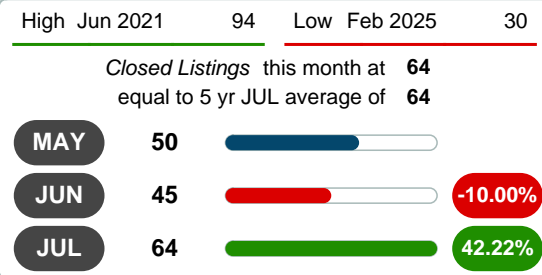 High Jun 2021 94 Low Feb 2025 30
Closed Listings this month at 64
equal to 5 yr JUL average of 64
MAY 50
JUN 45 -10.00%
JUL 64 42.22%